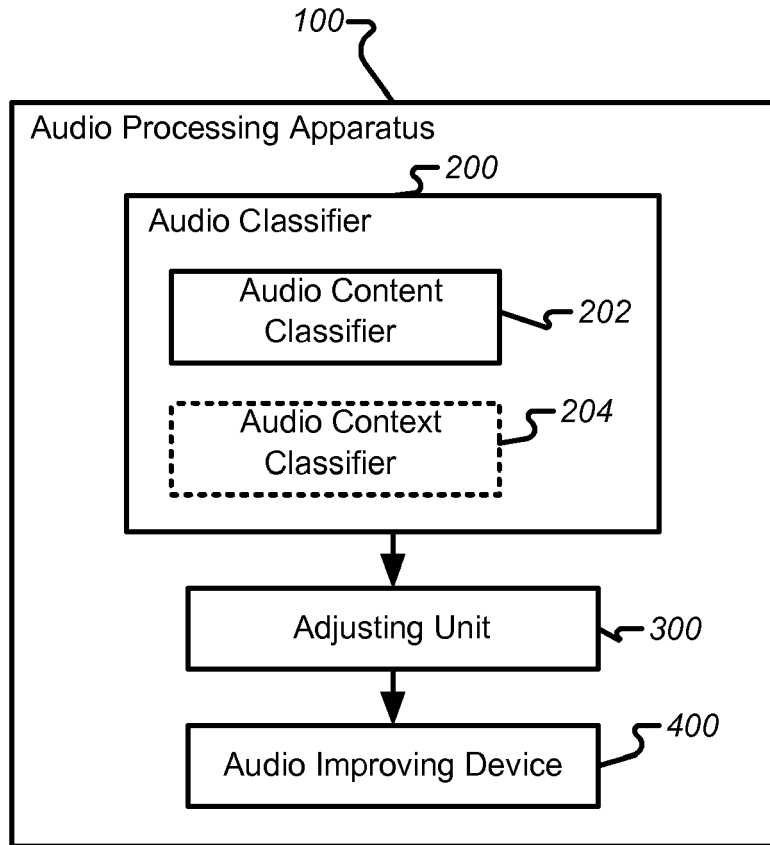 100
Audio Processing Apparatus
200
Audio Classifier
Audio Content
Classifier
202
Audio Context
Classifier
204
Adjusting Unit
300
Audio Improving Device
400